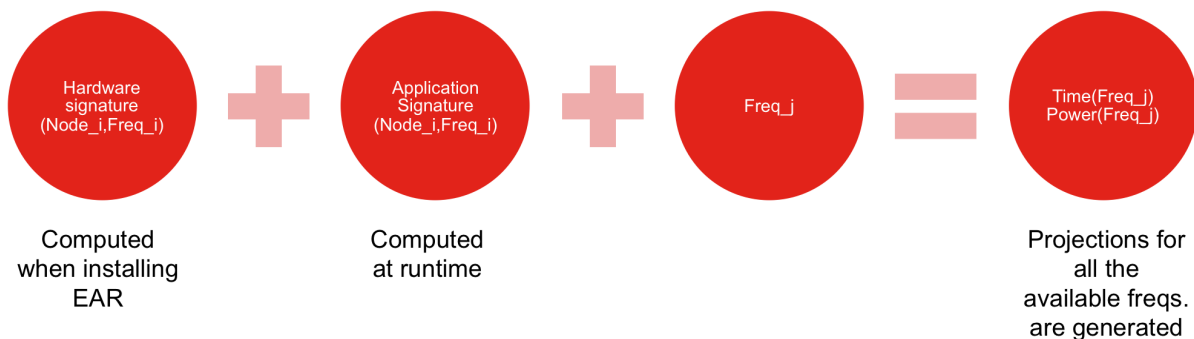 Hardware
signature
(Node_i,Freq_i)
Application
Signature
(Node_i,Freq_i)
Freq_j
Time(Freq_j)
Power(Freq_j)
Computed
when installing
EAR
Computed
at runtime
Projections for
all the
available freqs.
are generated